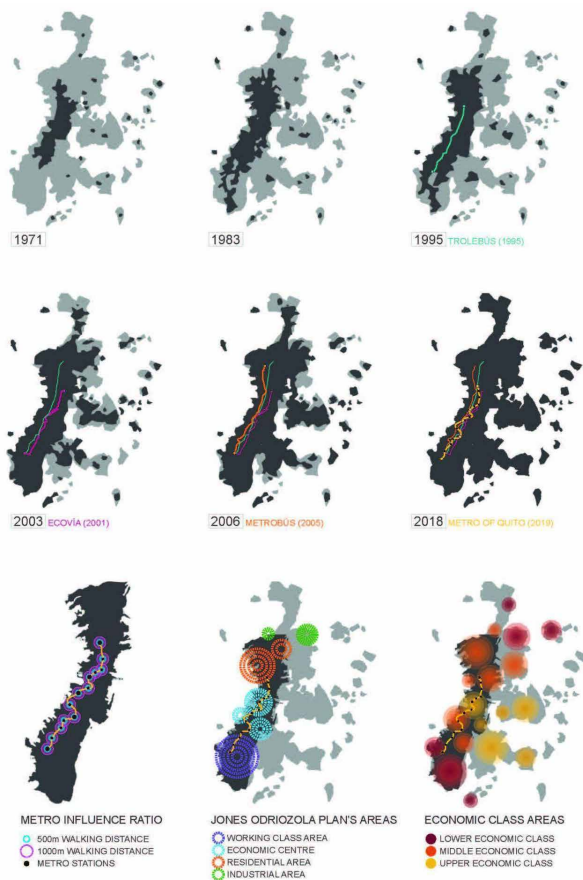 1971
1983
1995 TROLEBÚS (1995)
2003 ECOVÍA (2001)
2006 METROBÚS (2005)
2018 METRO OF QUITO (2019)
METRO INFLUENCE RATIO
500m WALKING DISTANCE
1000m WALKING DISTANCE
METRO STATIONS
JONES ODRIOZOLA PLAN'S AREAS
WORKING CLASS AREA
ECONOMIC CENTRE
RESIDENTIAL AREA
INDUSTRIAL AREA
ECONOMIC CLASS AREAS
LOWER ECONOMIC CLASS
MIDDLE ECONOMIC CLASS
UPPER ECONOMIC CLASS